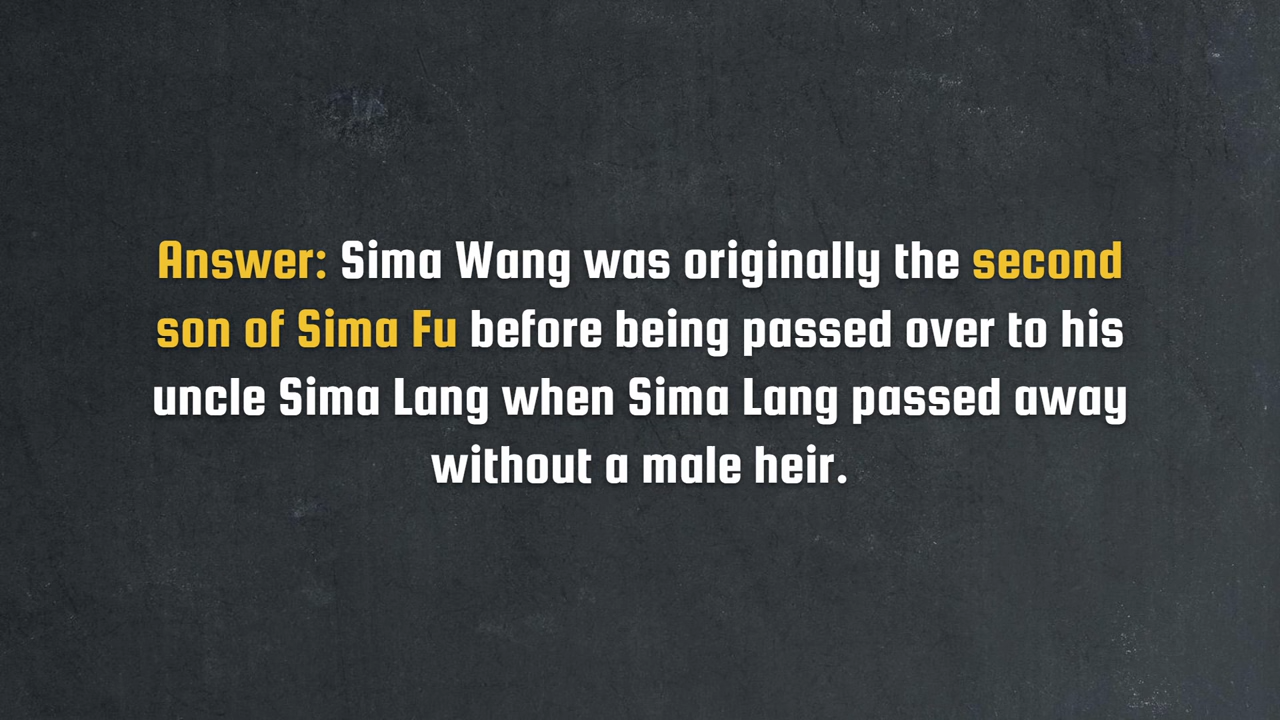 Answer: Sima Wang was originally the second
son of Sima Fu before being passed over to his
uncle Sima Lang when Sima Lang passed away
without a male heir.